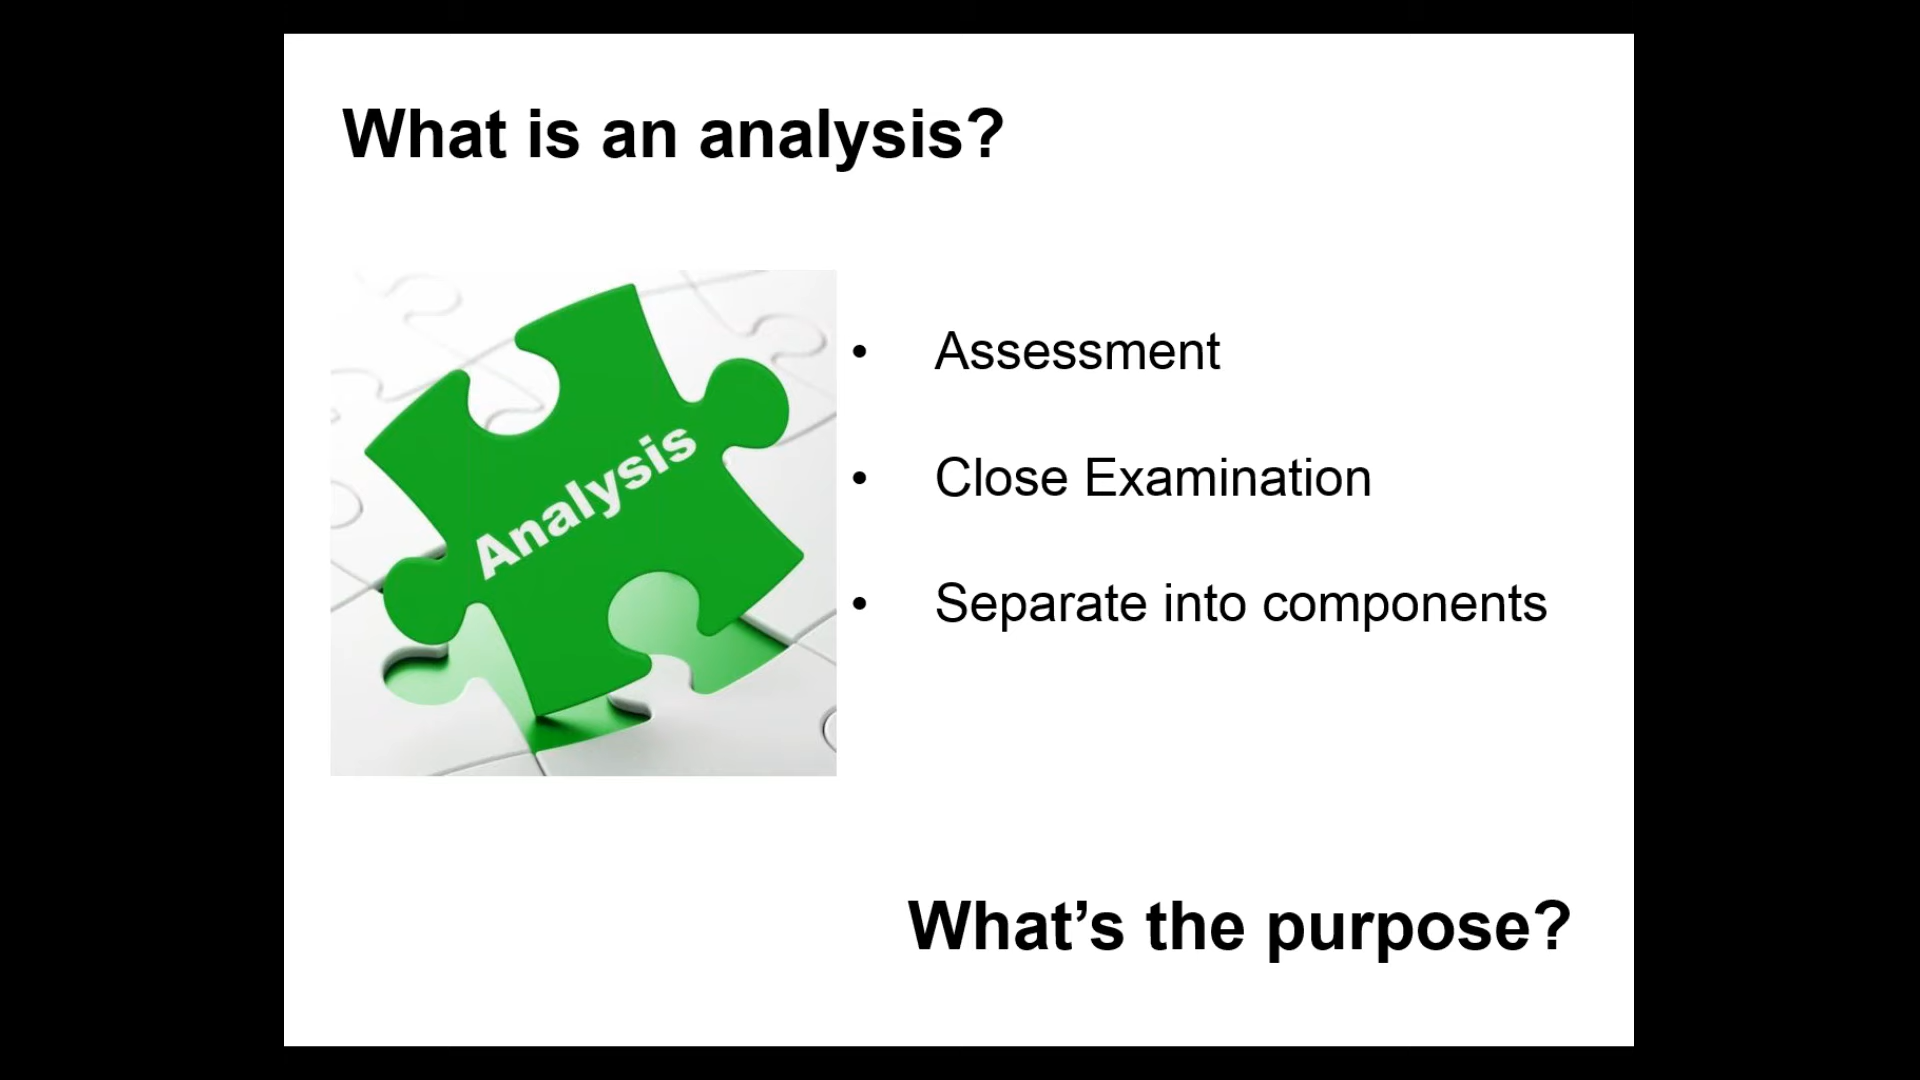 What is an analysis?
Analysis
• Assessment
• Close Examination
• Separate into components
What’s the purpose?